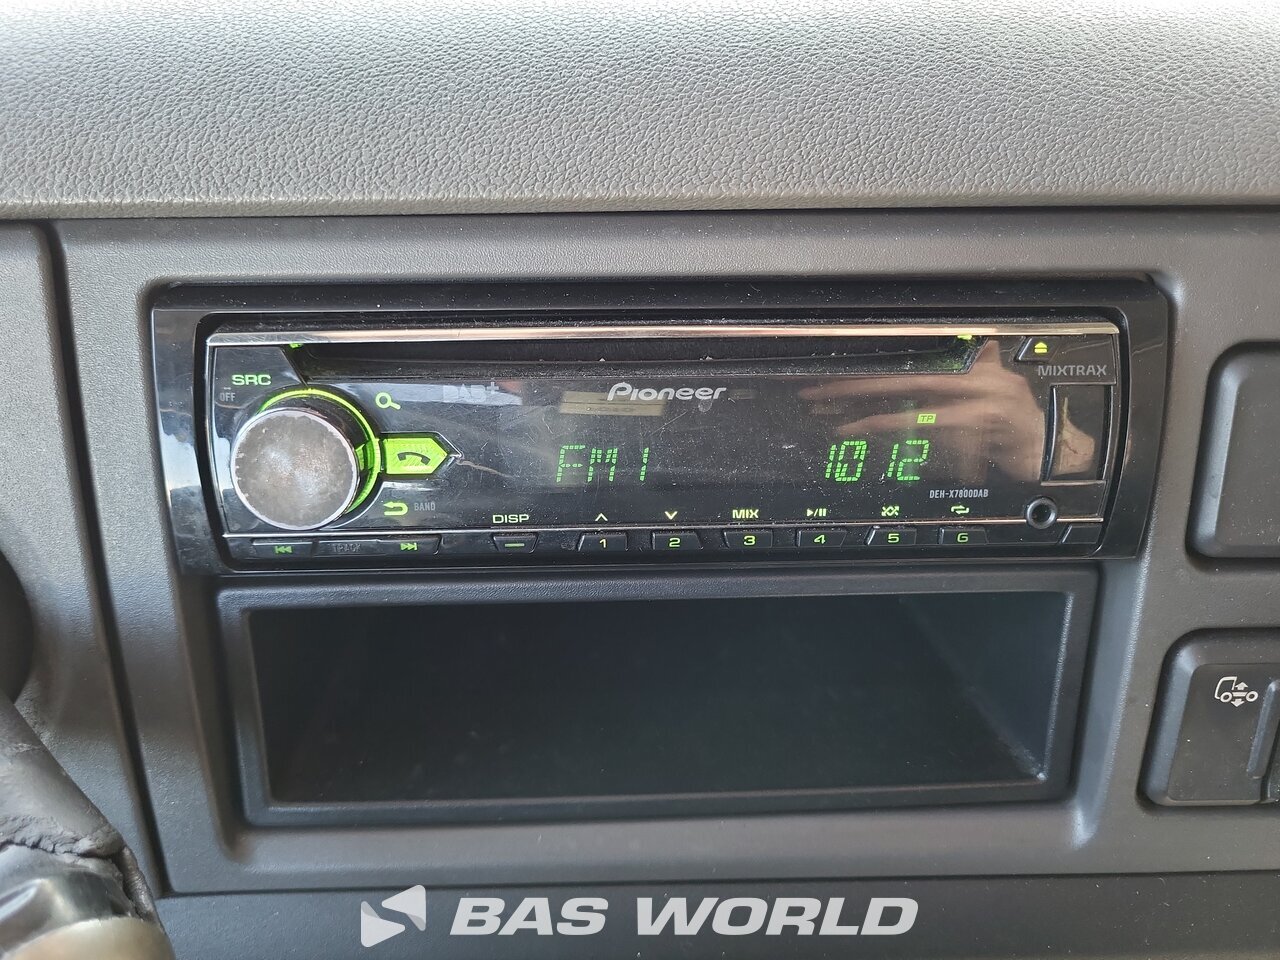 SRC
OFF
DAB+
Pioneer
MIXTRAX
TP
FM1 1012
BAND
DEH-X7800DAB
DISP MIX
TRACK 1 2 3 4 5 6
BAS WORLD